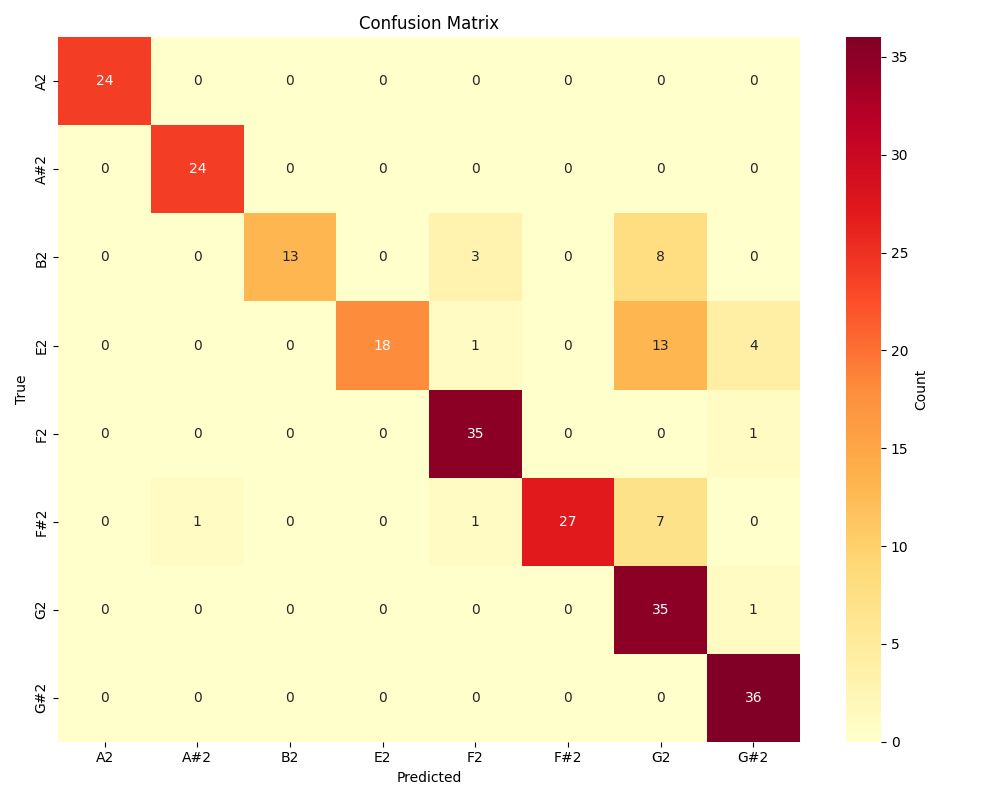 Confusion Matrix
A2 24 0 0 0 0 0 0 0
A#2 0 24 0 0 0 0 0 0
B2 0 0 13 0 3 0 8 0
E2 0 0 0 18 1 0 13 4
F2 0 0 0 0 35 0 0 1
F#2 0 1 0 0 1 27 7 0
G2 0 0 0 0 0 0 35 1
G#2 0 0 0 0 0 0 0 36
True
A2 A#2 B2 E2 F2 F#2 G2 G#2
Predicted
35
30
25
20
15
10
5
0
Count